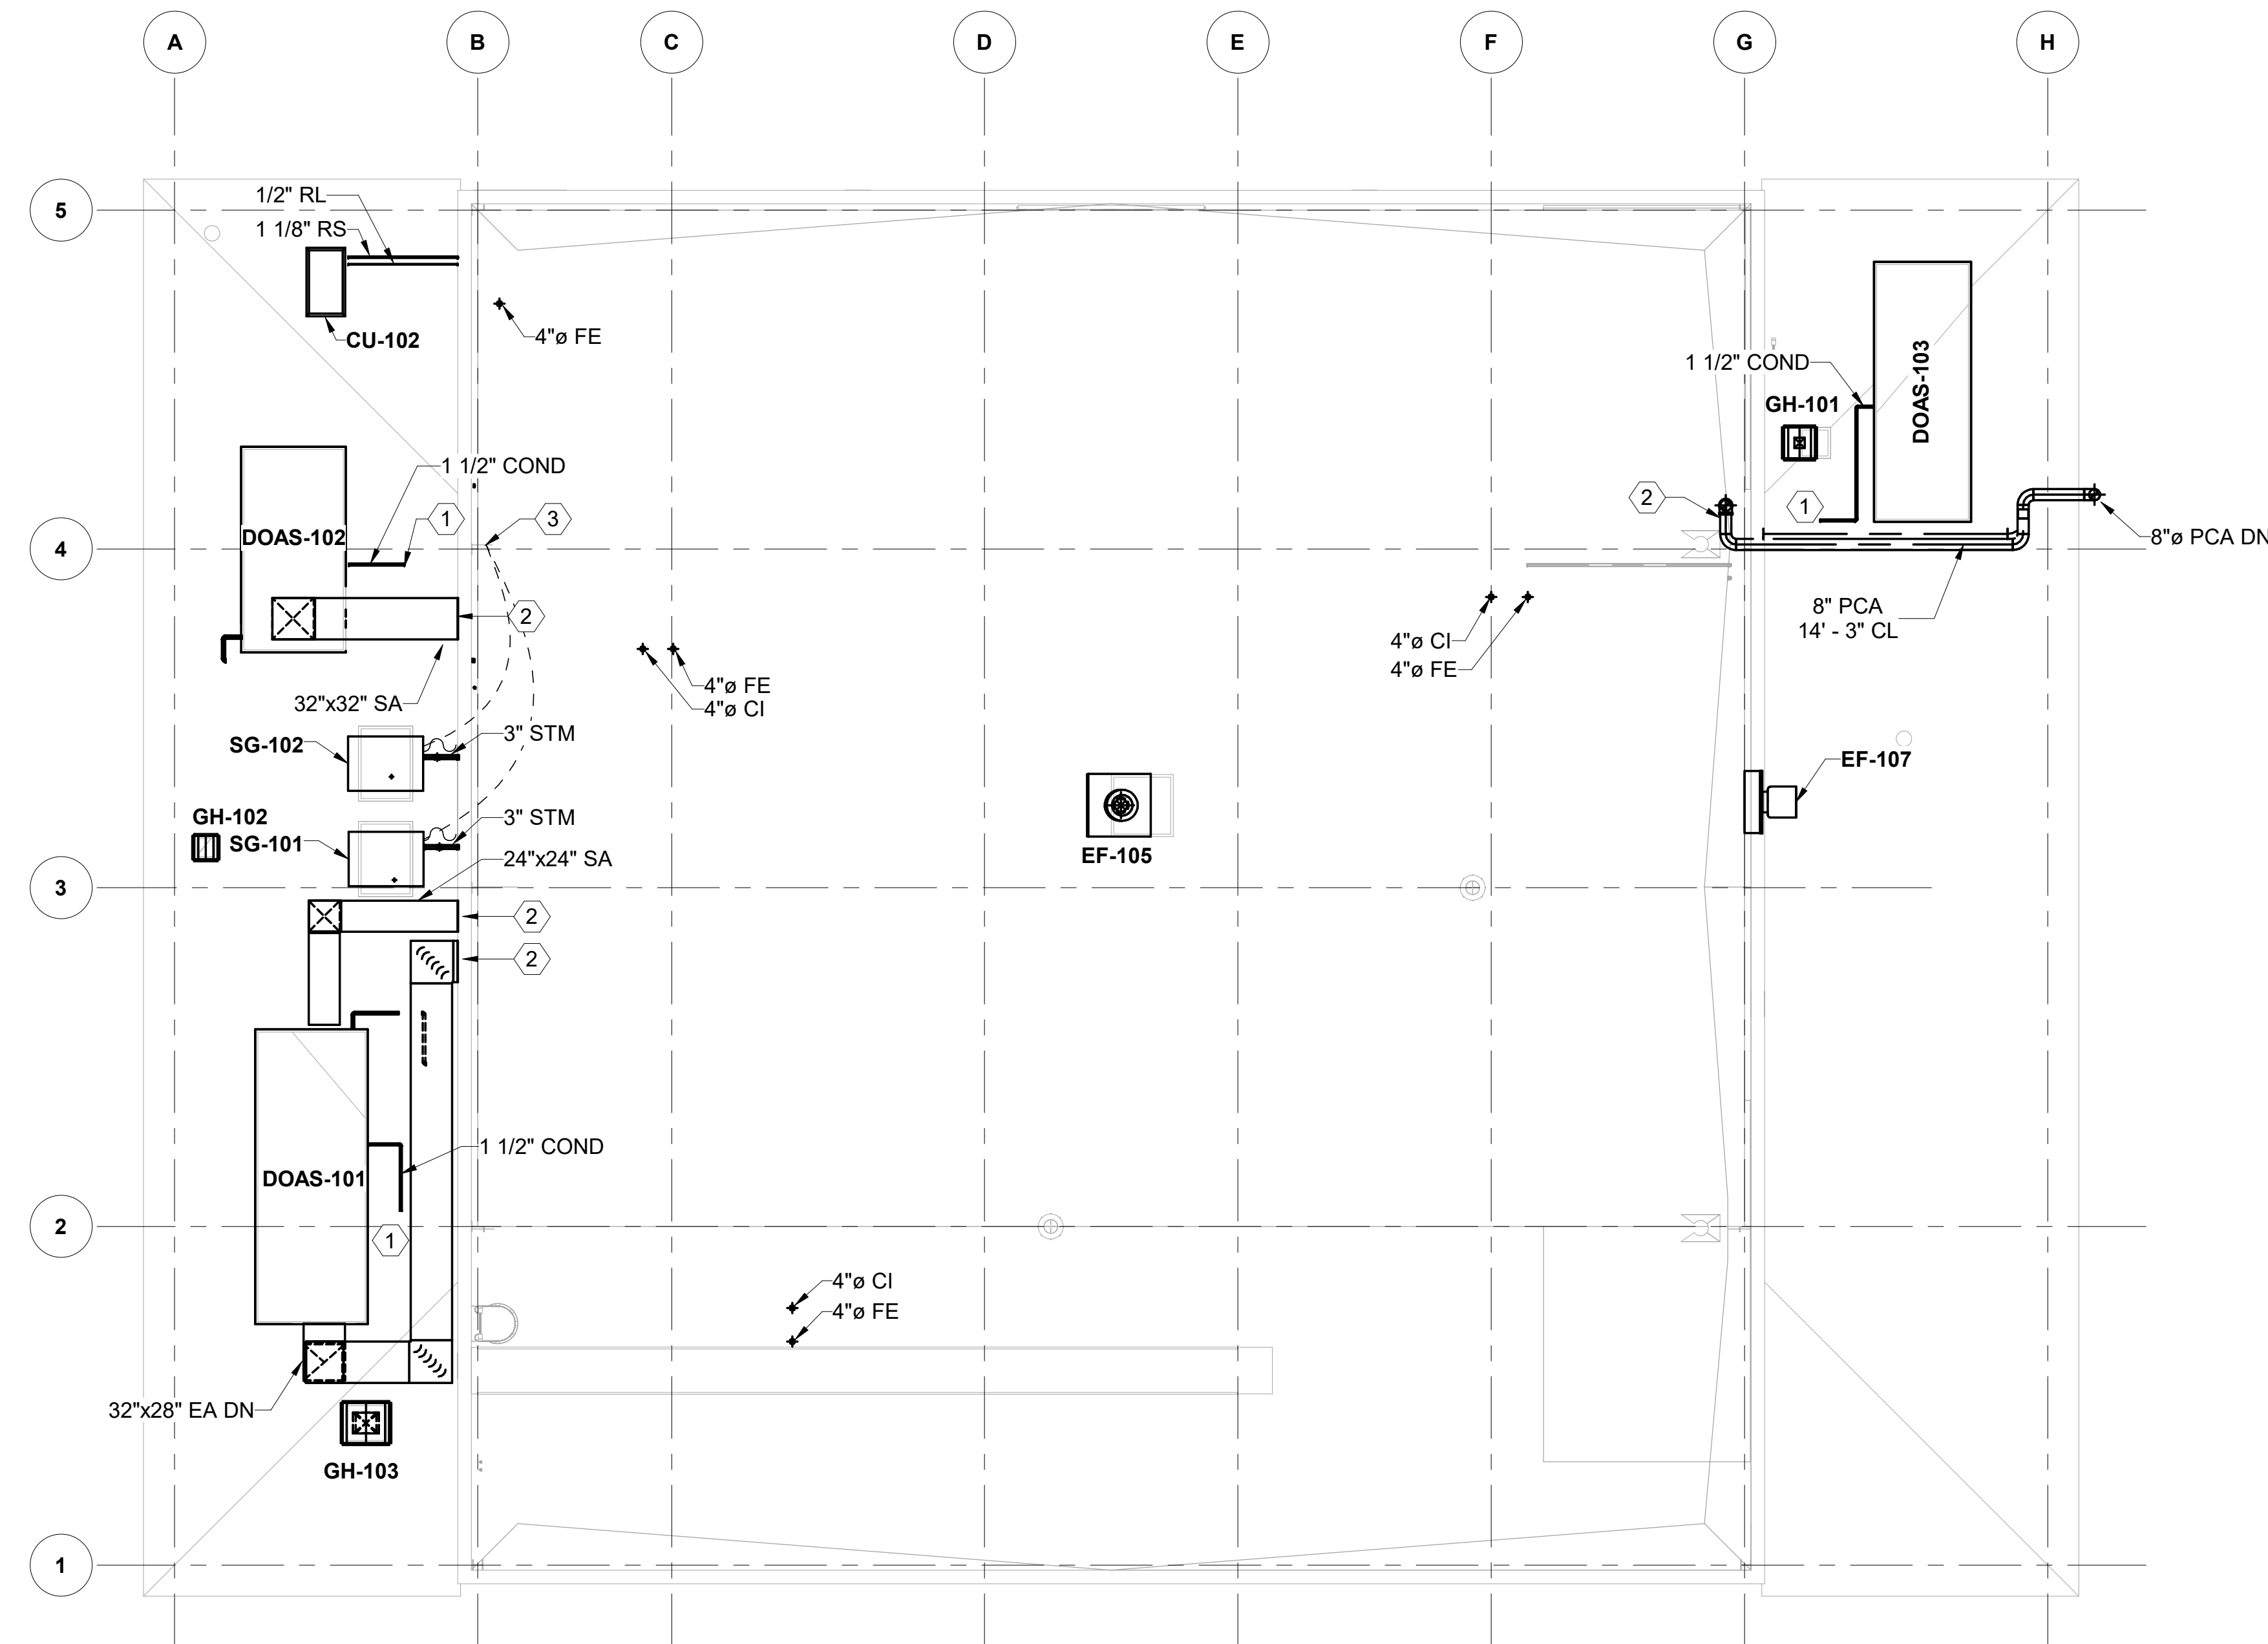 A
B
C
D
E
F
G
H
5
1/2" RL
1 1/8" RS
CU-102
4"ø FE
1 1/2" COND
GH-101
DOAS-103
1 1/2" COND
1
3
2
1
DOAS-102
4
8"ø PCA DN
2
8" PCA
14' - 3" CL
4"ø CI
4"ø FE
4"ø FE
4"ø CI
32"x32" SA
SG-102
3" STM
EF-107
GH-102
SG-101
3" STM
24"x24" SA
EF-105
3
2
2
1 1/2" COND
DOAS-101
2
1
4"ø CI
4"ø FE
32"x28" EA DN
GH-103
1